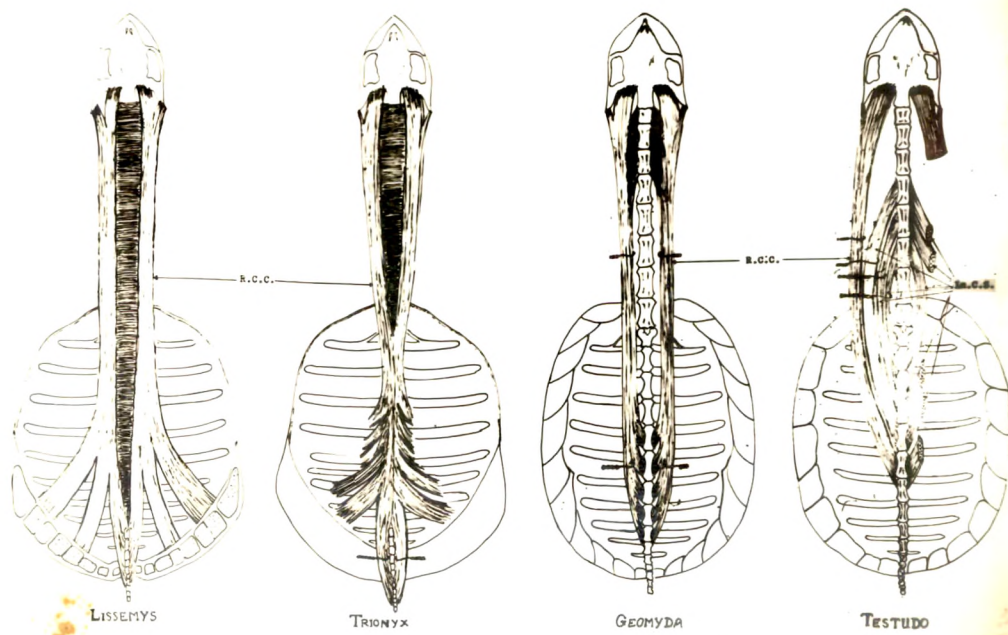 R.C.C.
R.C.C.
LISSEMYS
TRIONYX
GEOMYDA
TESTUDO